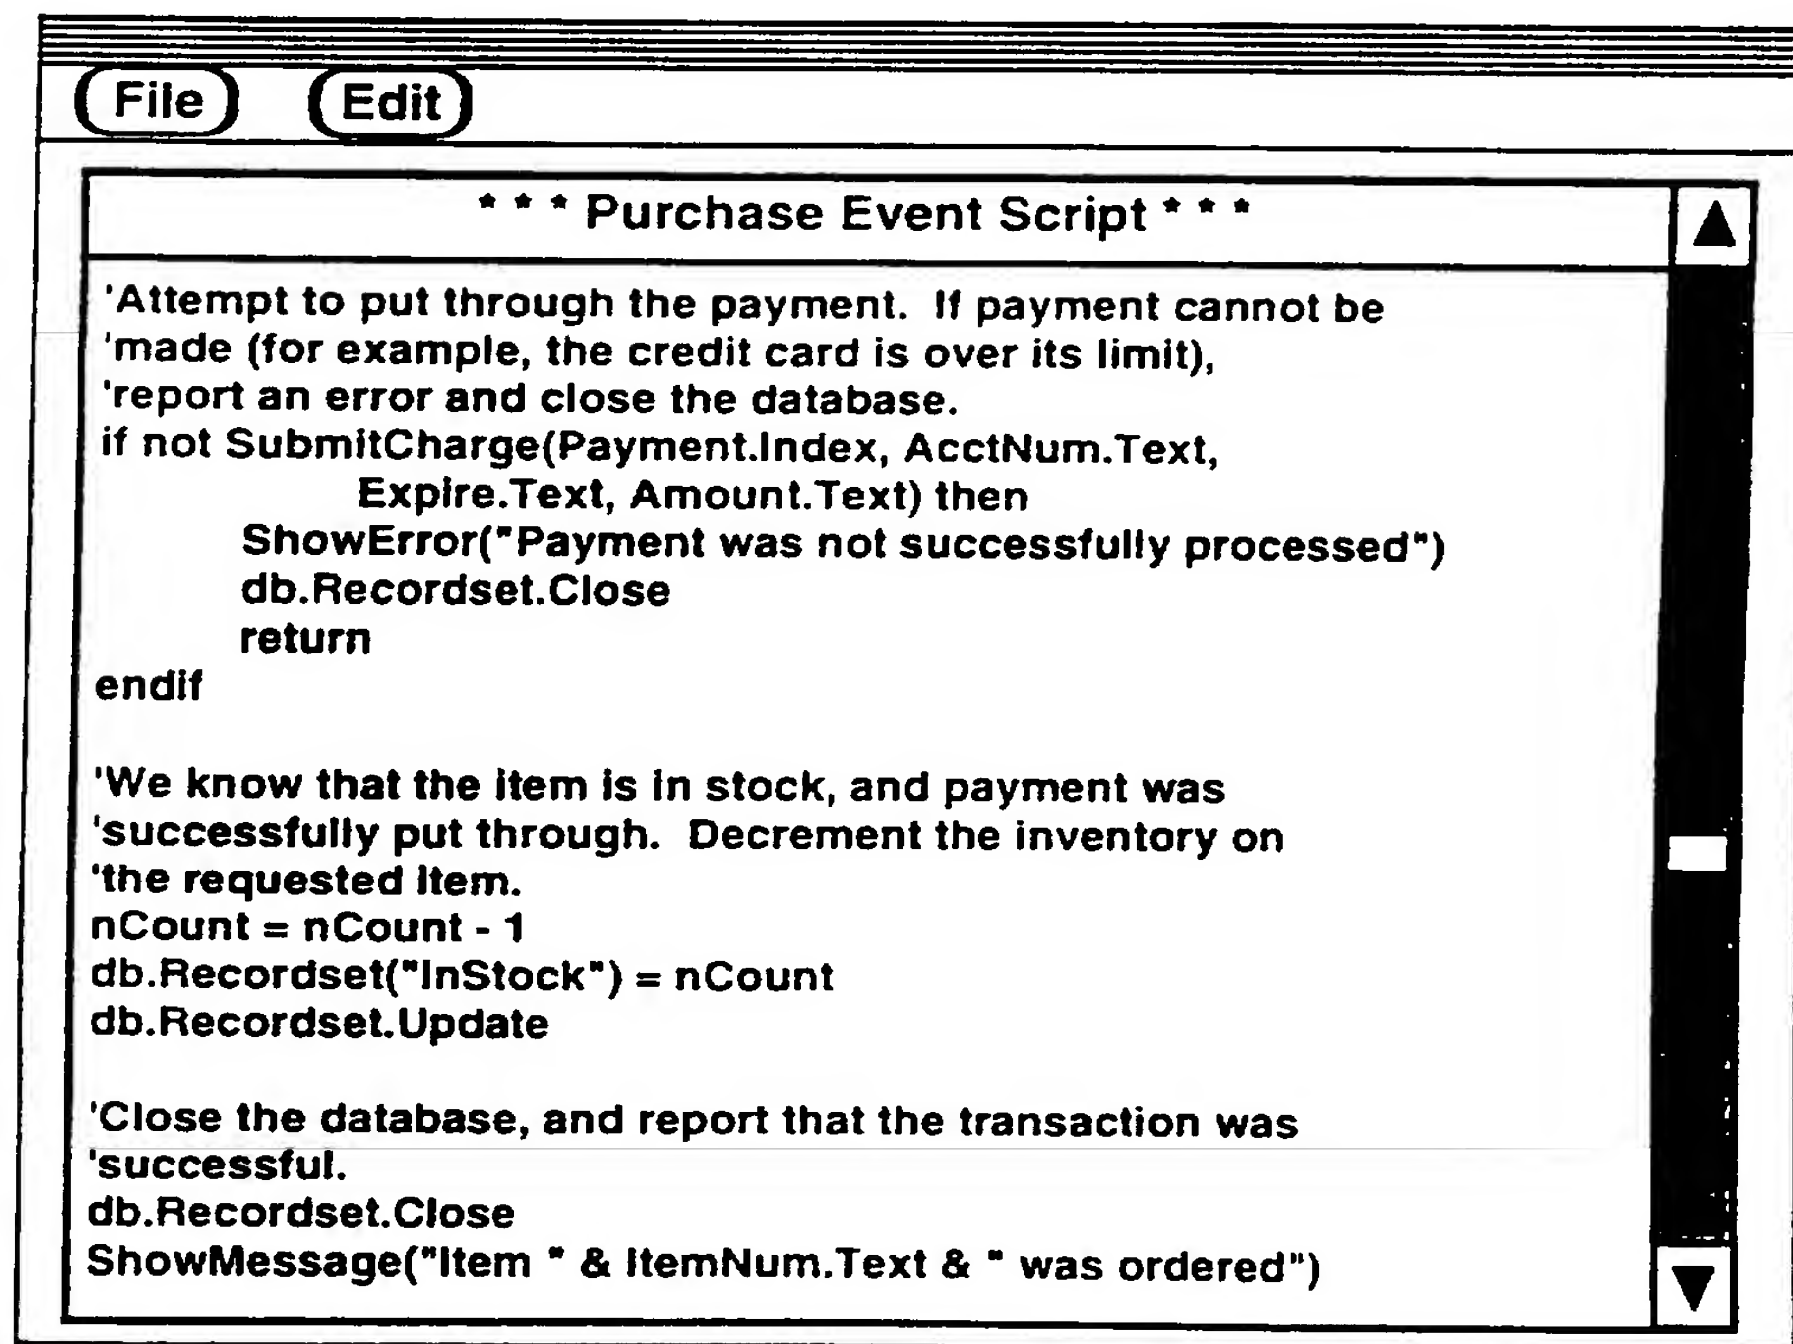 File Edit
* * * Purchase Event Script * * *
'Attempt to put through the payment.  If payment cannot be
'made (for example, the credit card is over its limit),
'report an error and close the database.
if not SubmitCharge(Payment.Index, AcctNum.Text,
Expire.Text, Amount.Text) then
ShowError("Payment was not successfully processed")
db.Recordset.Close
return
endif
'We know that the item is in stock, and payment was
'successfully put through.  Decrement the inventory on
'the requested item.
nCount = nCount - 1
db.Recordset("InStock") = nCount
db.Recordset.Update
'Close the database, and report that the transaction was
'successful.
db.Recordset.Close
ShowMessage("Item " & ItemNum.Text & " was ordered")